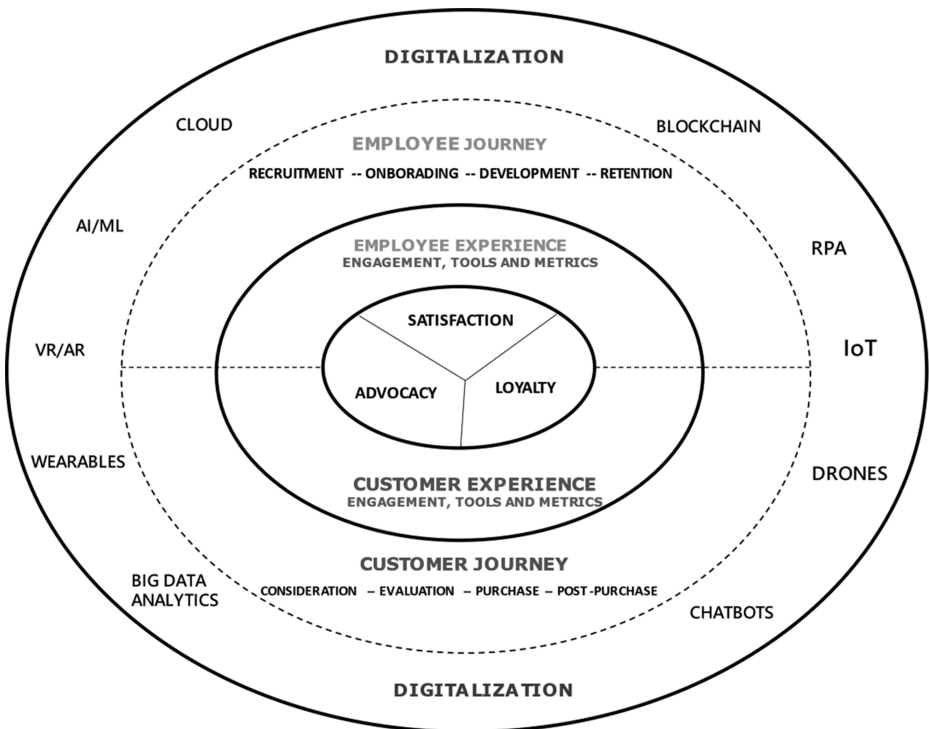 DIGITALIZATION
CLOUD
BLOCKCHAIN
EMPLOYEE JOURNEY
RECRUITMENT -- ONBORADING -- DEVELOPMENT -- RETENTION
AI/ML
RPA
EMPLOYEE EXPERIENCE
ENGAGEMENT, TOOLS AND METRICS
SATISFACTION
VR/AR
IoT
ADVOCACY
LOYALTY
WEARABLES
DRONES
CUSTOMER EXPERIENCE
ENGAGEMENT, TOOLS AND METRICS
CUSTOMER JOURNEY
BIG DATA
ANALYTICS
CONSIDERATION -- EVALUATION -- PURCHASE -- POST-PURCHASE
CHATBOTS
DIGITALIZATION